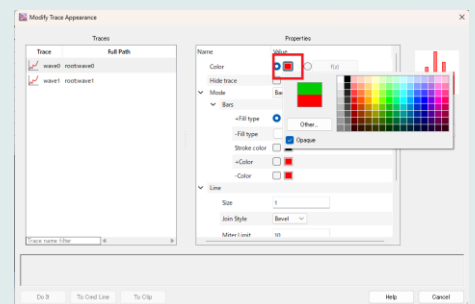 Modify Trace Appearance
Traces
Trace Full Path
wave0 root:wave0
wave1 root:wave1
Trace name filter
Properties
Name Value
Color f(z)
Hide trace
Mode
Bars
+Fill type
-Fill type
Stroke color
+Color
-Color
Line
Size 1
Join Style Bevel
Miter Limit 10
Other...
Opaque
Do It To Cmd Line To Clip Help Cancel